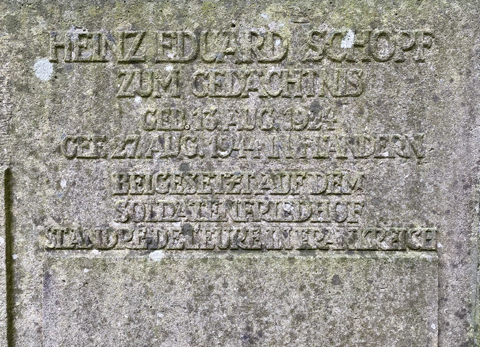 HEINZ EDUARD SCHOPF
ZUM GEDÄCHTNIS
GEB. 13. AUG. 1924
GEF. 27. AUG. 1944 IN FLANDERN
BEIGESETZT AUF DEM
SOLDATENFRIEDHOF
ST ANDRE-DE-LEURE IN FRANKREICH